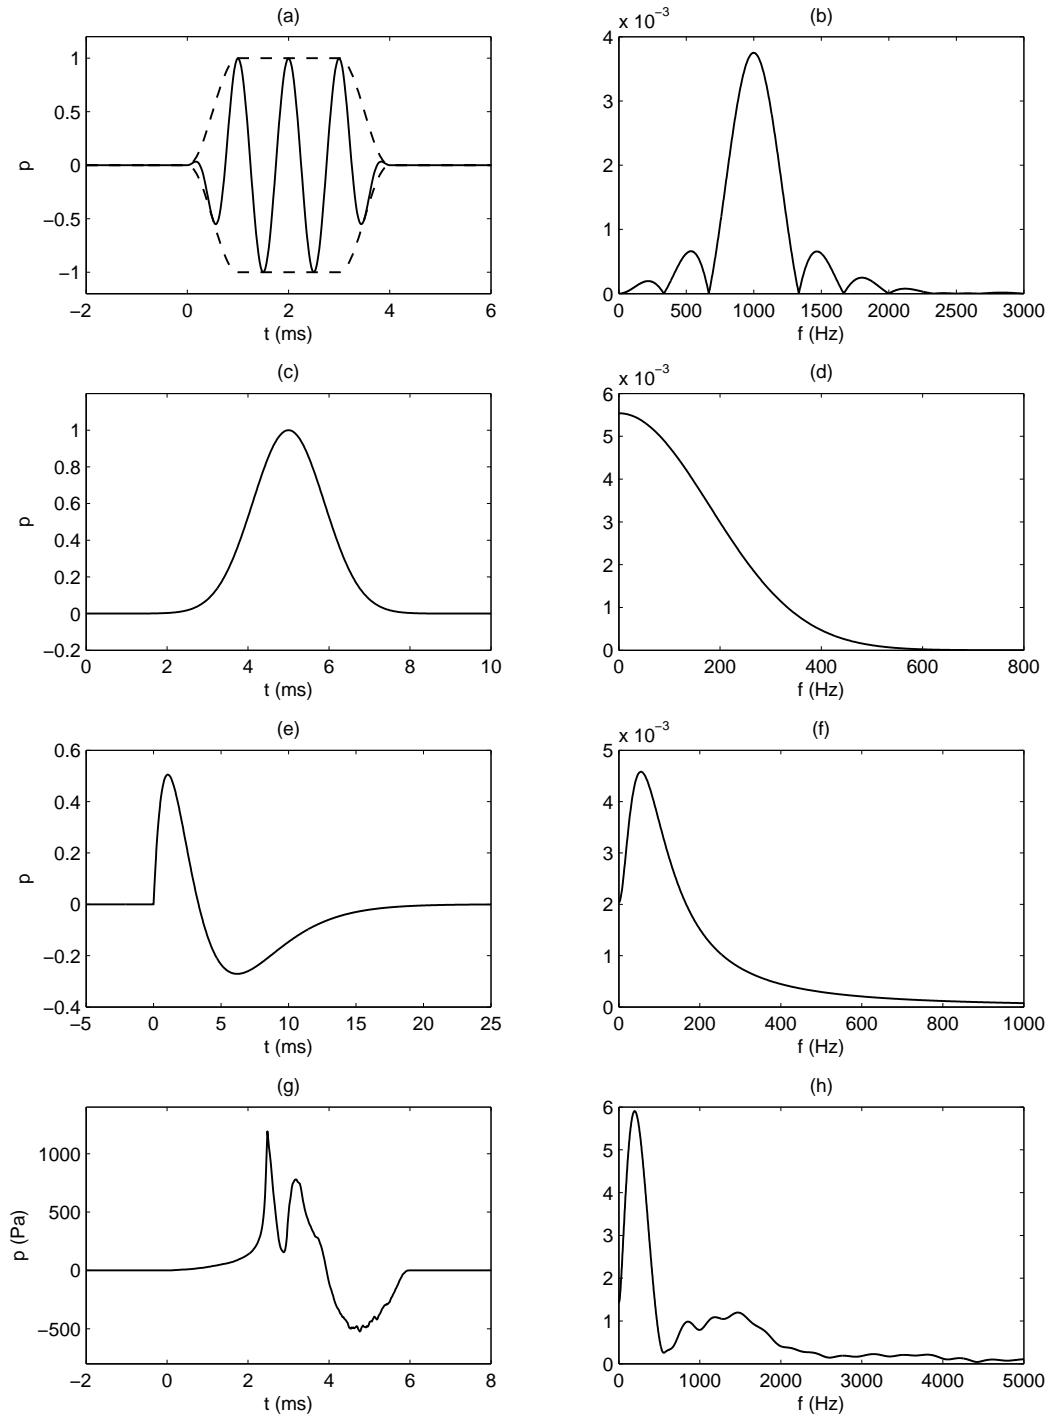 (a)
1
0.5
0
−0.5
−1
p
−2 0 2 4 6
t (ms)
(b)
x 10−3
4
3
2
1
0
0 500 1000 1500 2000 2500 3000
f (Hz)
(c)
1
0.8
0.6
0.4
0.2
0
−0.2
p
0 2 4 6 8 10
t (ms)
(d)
x 10−3
6
5
4
3
2
1
0
0 200 400 600 800
f (Hz)
(e)
0.6
0.4
0.2
0
−0.2
−0.4
p
−5 0 5 10 15 20 25
t (ms)
(f)
x 10−3
5
4
3
2
1
0
0 200 400 600 800 1000
f (Hz)
(g)
1000
500
0
−500
p (Pa)
−2 0 2 4 6 8
t (ms)
(h)
6
5
4
3
2
1
0
0 1000 2000 3000 4000 5000
f (Hz)